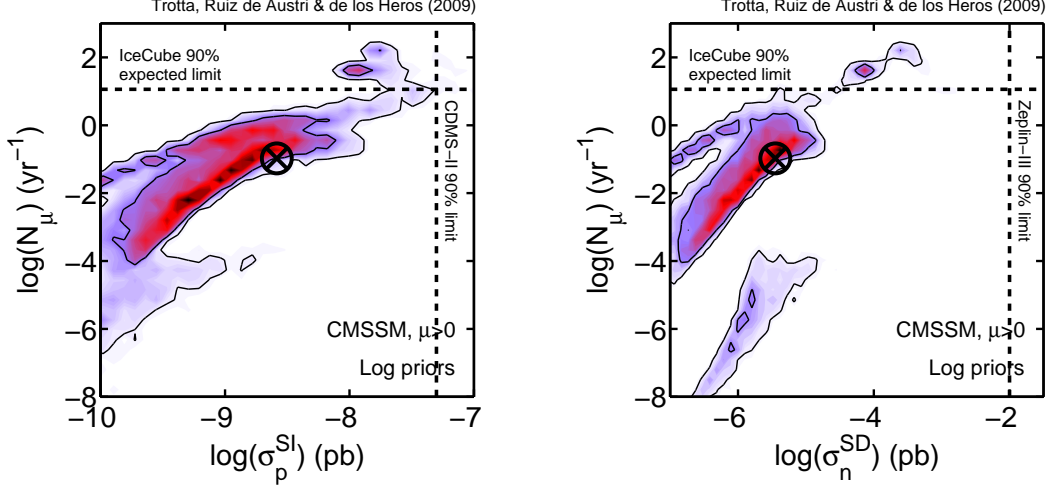 Trotta, Ruiz de Austri & de los Heros (2009)
IceCube 90%
expected limit
CDMS−II 90% limit
CMSSM, μ>0
Log priors
2
0
−2
−4
−6
−8
−10
−9
−8
−7
log(N_μ) (yr⁻¹)
log(σ_p^SI) (pb)
Trotta, Ruiz de Austri & de los Heros (2009)
IceCube 90%
expected limit
Zeplin−III 90% limit
CMSSM, μ>0
Log priors
2
0
−2
−4
−6
−8
−6
−4
−2
log(N_μ) (yr⁻¹)
log(σ_n^SD) (pb)